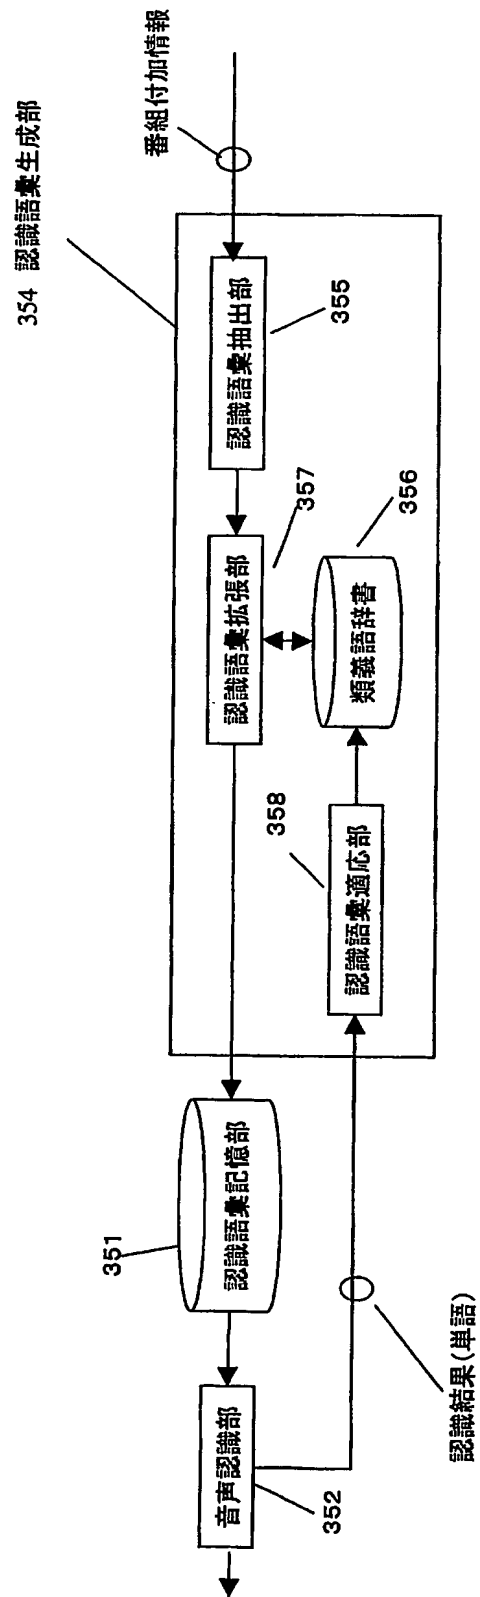 354 認識語彙生成部
番組付加情報
認識語彙抽出部
355
認識語彙拡張部
357
類義語辞書
356
認識語彙適応部
358
認識語彙記憶部
351
音声認識部
352
認識結果(単語)